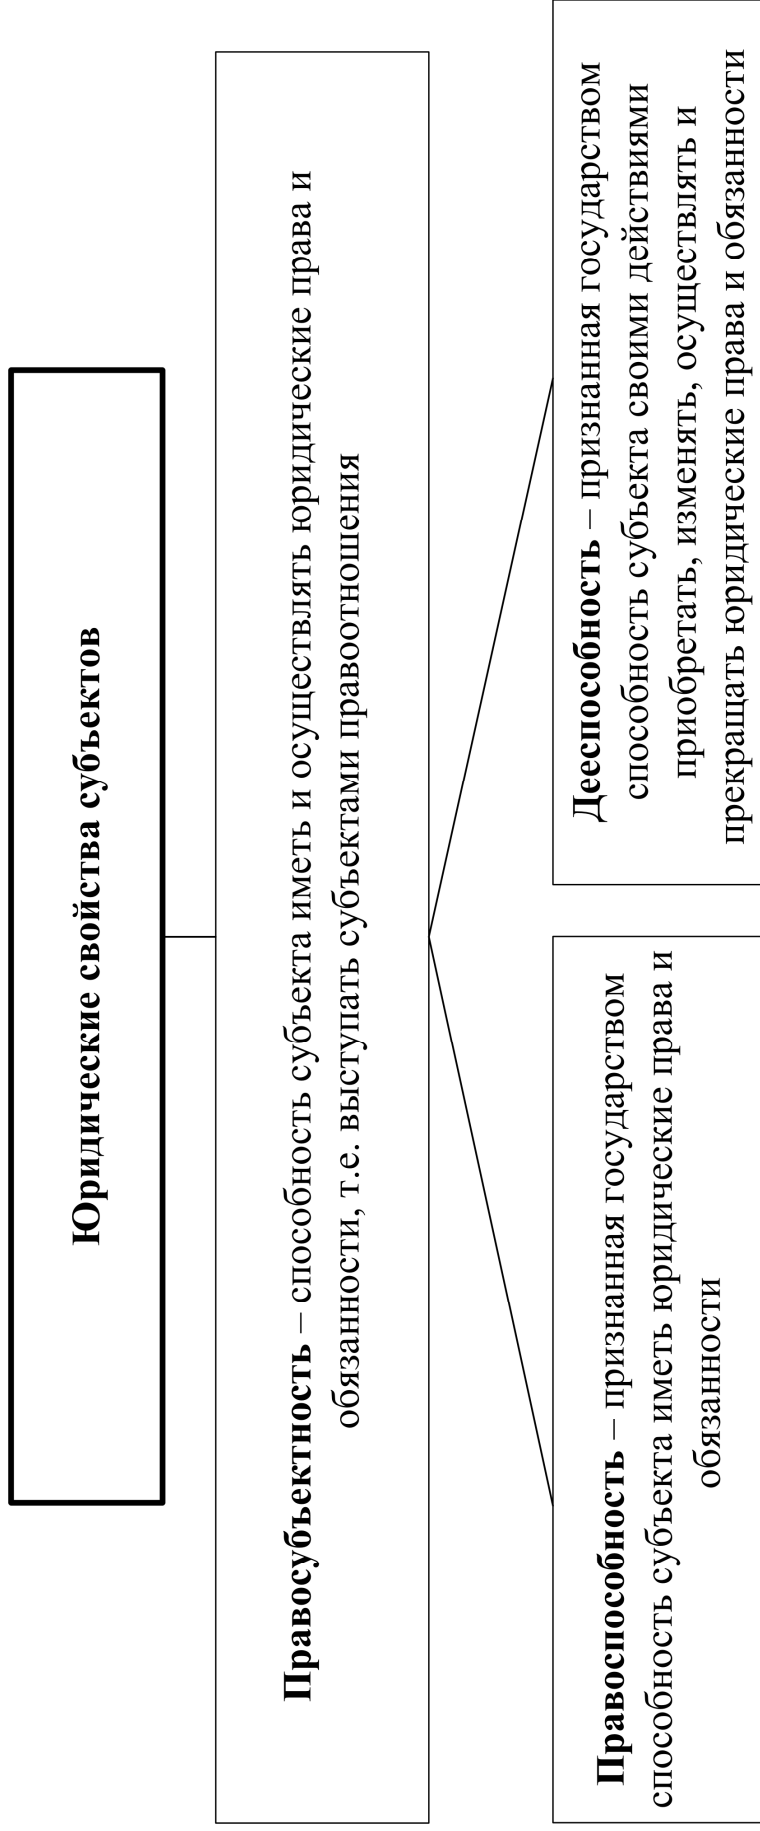 Юридические свойства субъектов
Правосубъектность – способность субъекта иметь и осуществлять юридические права и
обязанности, т.е. выступать субъектами правоотношения
Правоспособность – признанная государством
способность субъекта иметь юридические права и
обязанности
Дееспособность – признанная государством
способность субъекта своими действиями
приобретать, изменять, осуществлять и
прекращать юридические права и обязанности